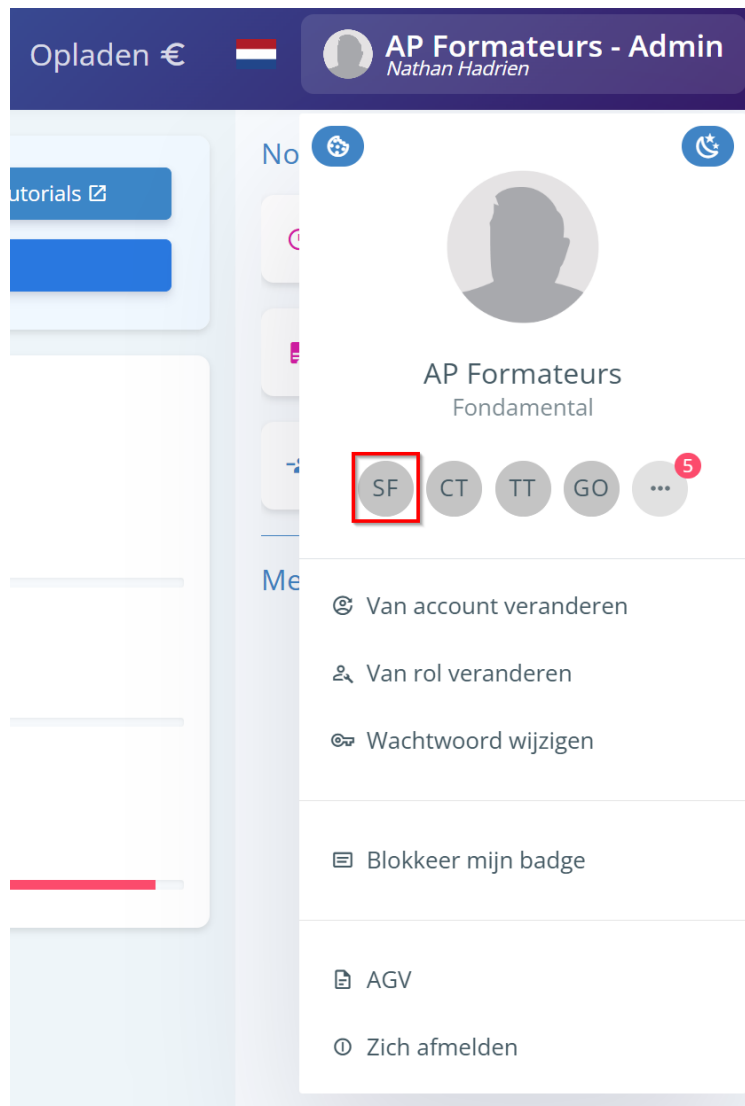 Opladen €
AP Formateurs - Admin
Nathan Hadrien
utorials
No
AP Formateurs
Fondamental
SF CT TT GO ... 5
Me
Van account veranderen
Van rol veranderen
Wachtwoord wijzigen
Blokkeer mijn badge
AGV
Zich afmelden